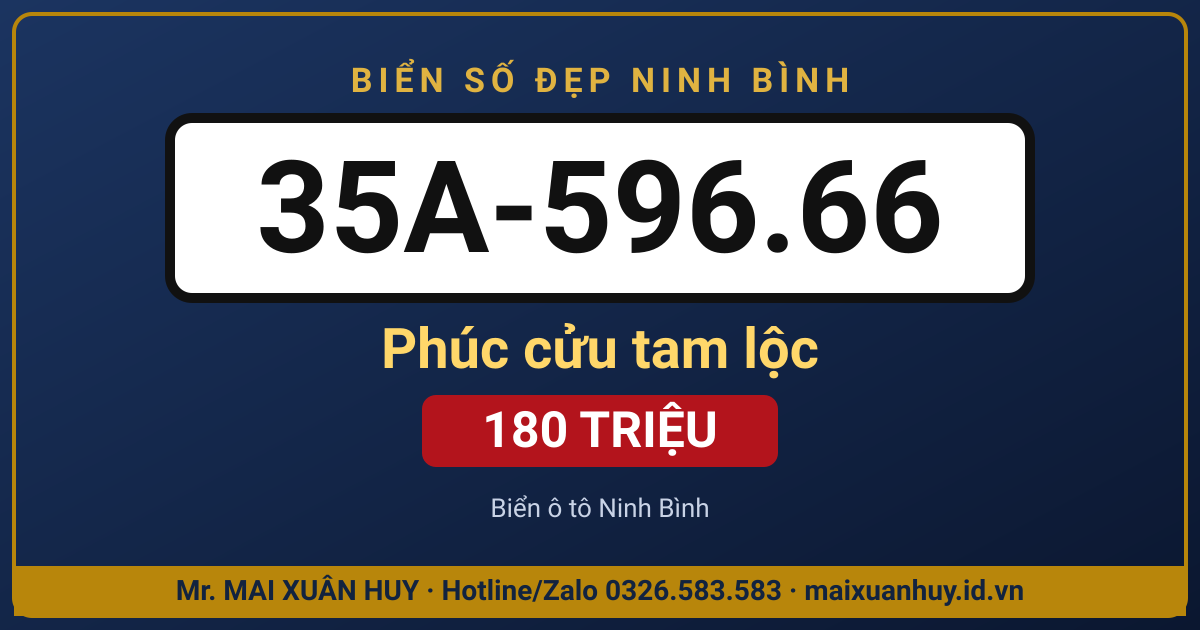 BIỂN SỐ ĐẸP NINH BÌNH
35A-596.66
Phúc cửu tam lộc
180 TRIỆU
Biển ô tô Ninh Bình
Mr. MAI XUÂN HUY · Hotline/Zalo 0326.583.583 · maixuanhuy.id.vn